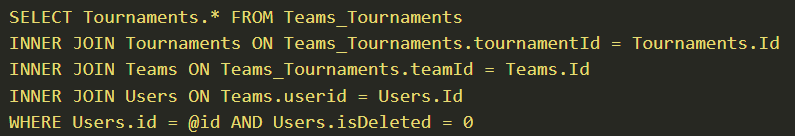 SELECT Tournaments.* FROM Teams_Tournaments
INNER JOIN Tournaments ON Teams_Tournaments.tournamentId = Tournaments.Id
INNER JOIN Teams ON Teams_Tournaments.teamId = Teams.Id
INNER JOIN Users ON Teams.userid = Users.Id
WHERE Users.id = @id AND Users.isDeleted = 0